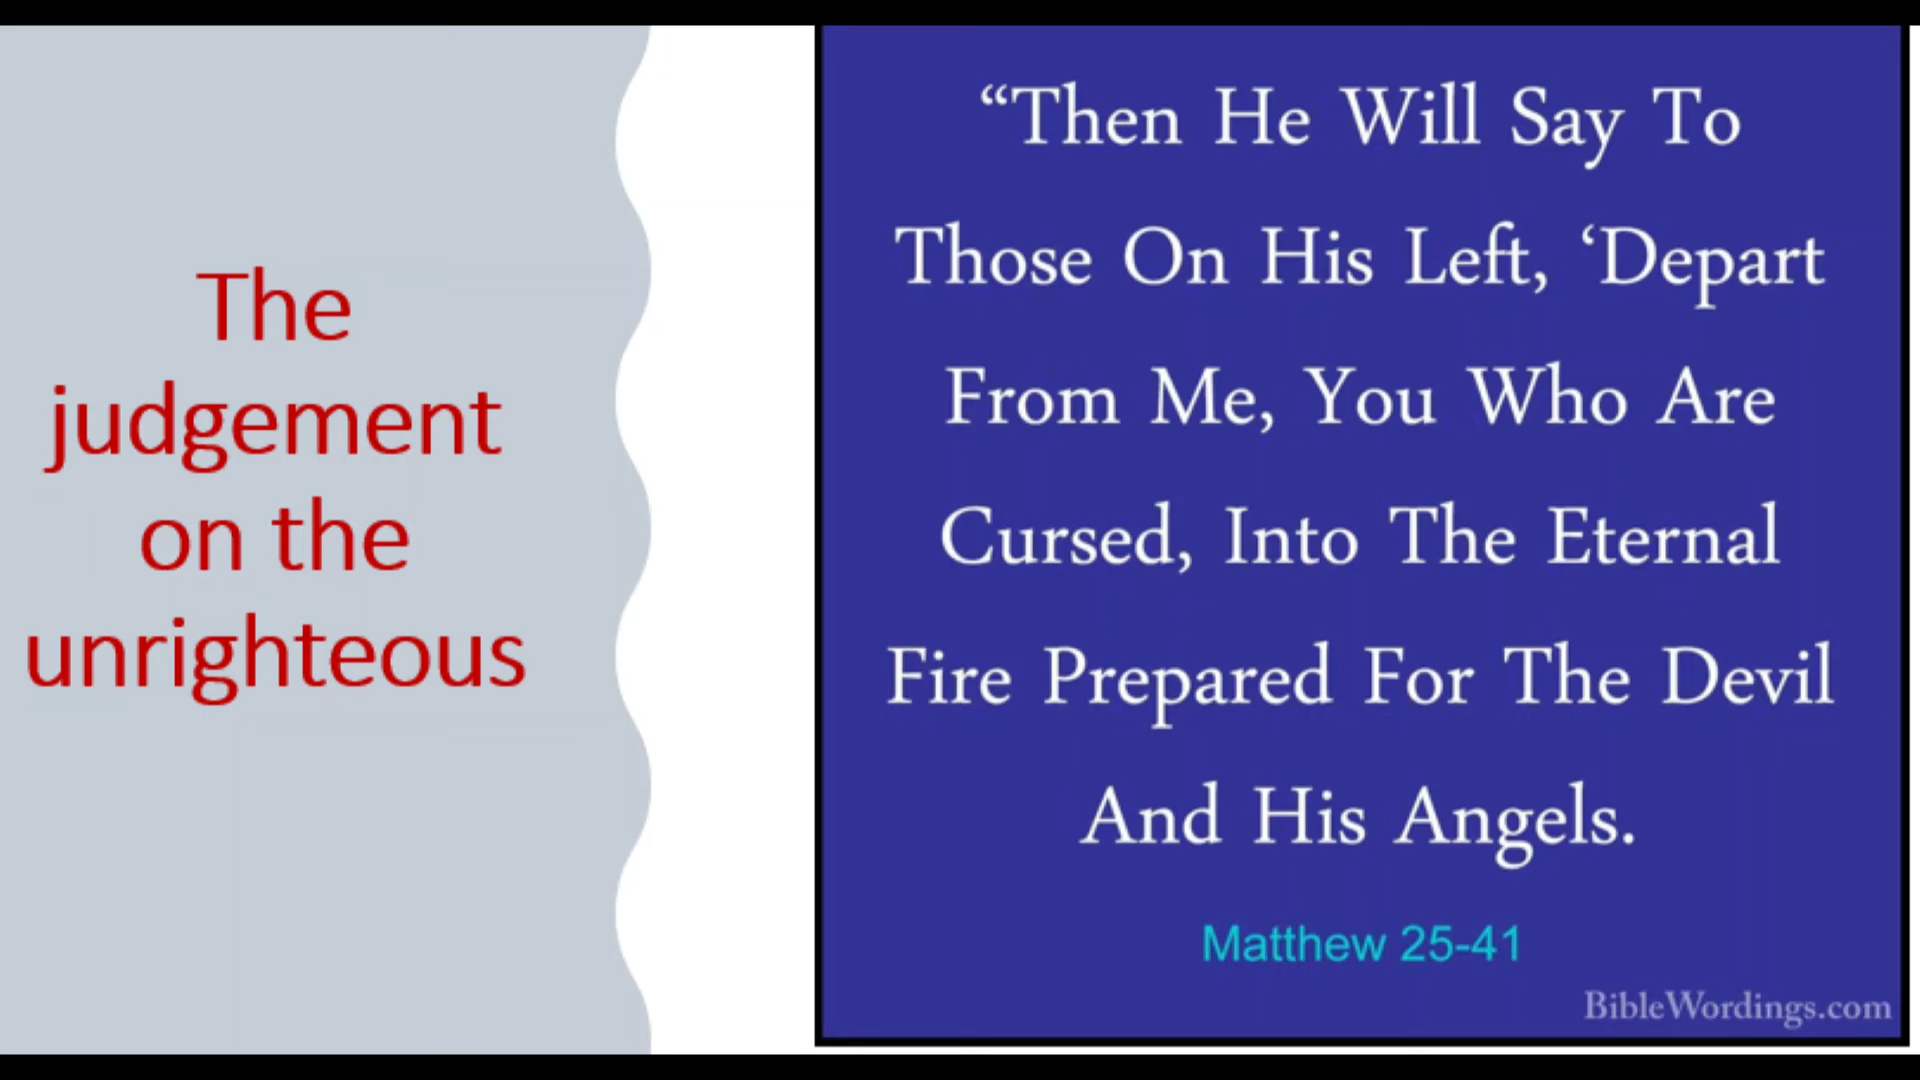 The
judgement
on the
unrighteous
“Then He Will Say To
Those On His Left, ‘Depart
From Me, You Who Are
Cursed, Into The Eternal
Fire Prepared For The Devil
And His Angels.
Matthew 25-41
BibleWordings.com